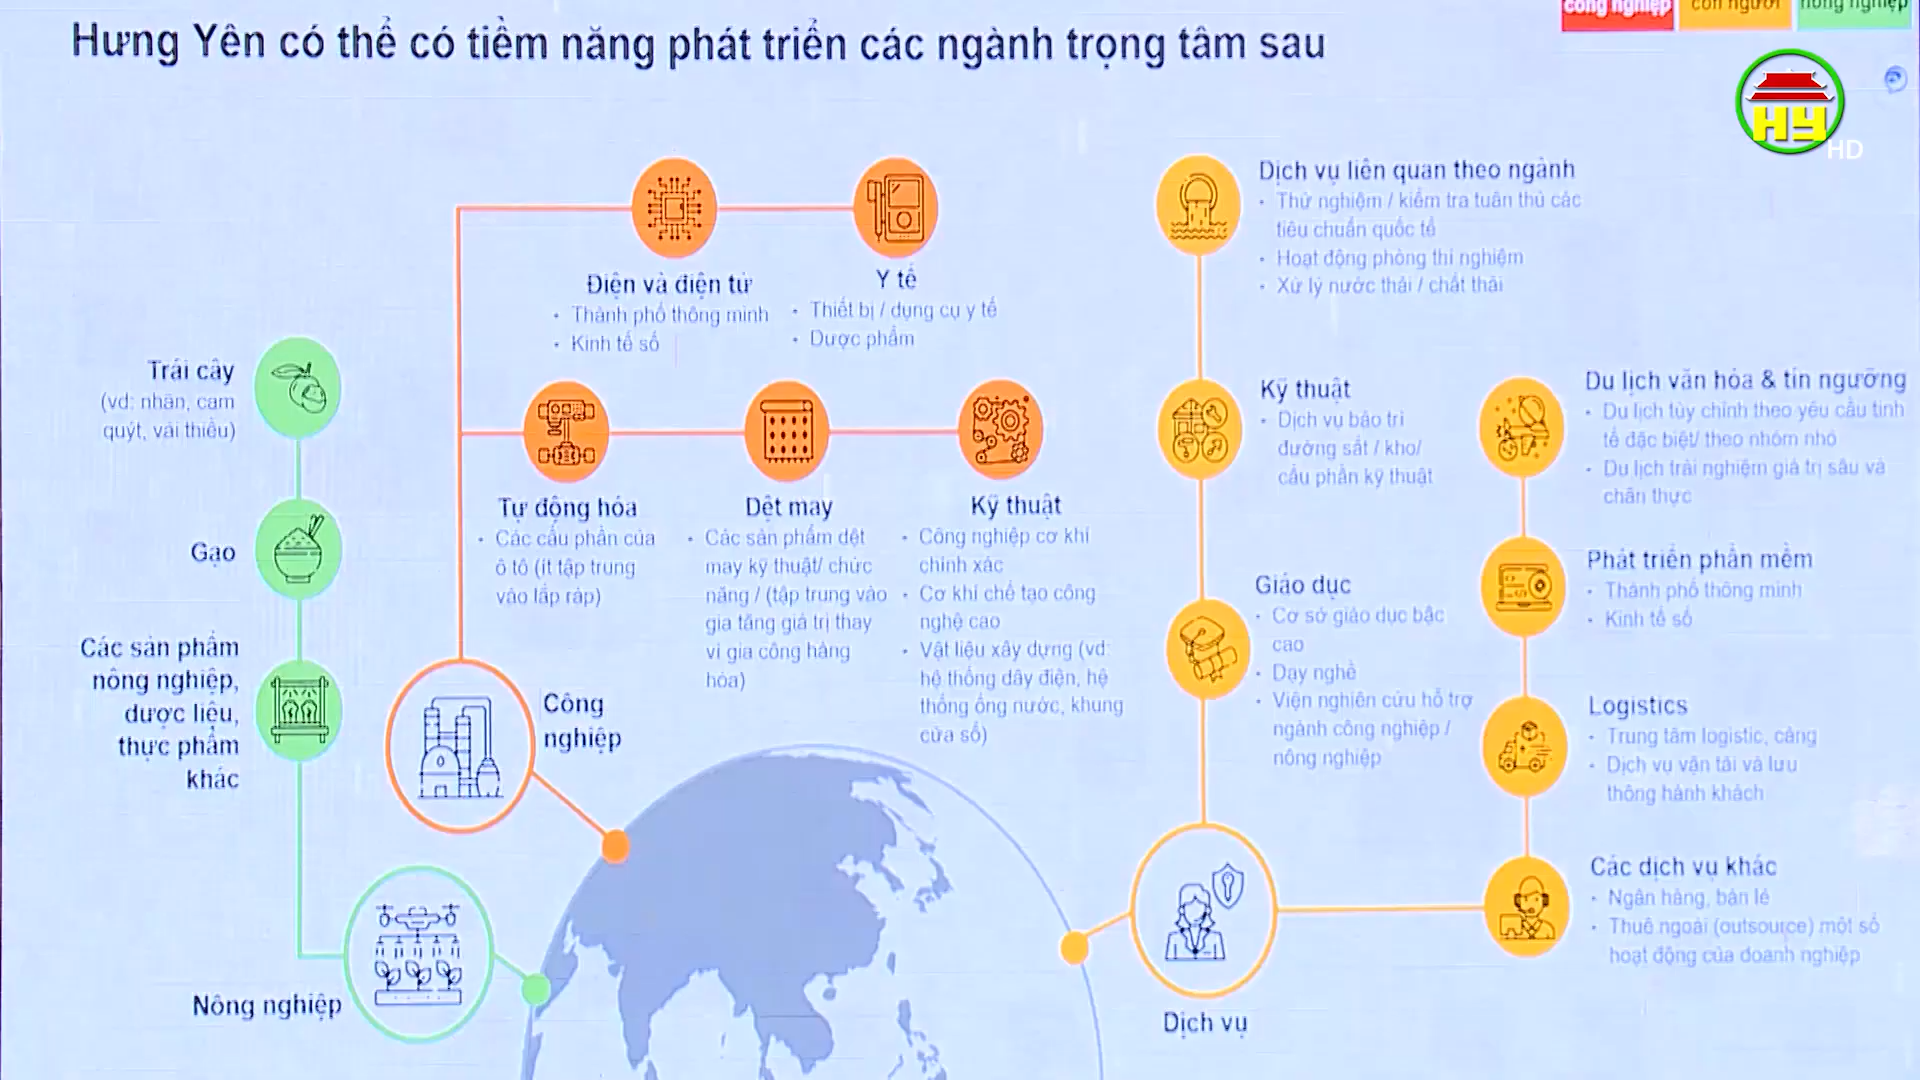 Hưng Yên có thể có tiềm năng phát triển các ngành trọng tâm sau
công nghiệp
con người
nông nghiệp
HY
HD
Trái cây
(vd: nhãn, cam
quýt, vải thiều)
Gạo
Các sản phẩm
nông nghiệp,
dược liệu,
thực phẩm
khác
Nông nghiệp
Điện và điện tử
• Thành phố thông minh
• Kinh tế số
Y tế
• Thiết bị / dụng cụ y tế
• Dược phẩm
Tự động hóa
• Các cấu phần của
ô tô (ít tập trung
vào lắp ráp)
Dệt may
• Các sản phẩm dệt
may kỹ thuật/ chức
năng / (tập trung vào
gia tăng giá trị thay
vì gia công hàng
hóa)
Kỹ thuật
• Công nghiệp cơ khí
chính xác
• Cơ khí chế tạo công
nghệ cao
• Vật liệu xây dựng (vd:
hệ thống dây điện, hệ
thống ống nước, khung
cửa sổ)
Công
nghiệp
Dịch vụ liên quan theo ngành
• Thử nghiệm / kiểm tra tuân thủ các
tiêu chuẩn quốc tế
• Hoạt động phòng thí nghiệm
• Xử lý nước thải / chất thải
Kỹ thuật
• Dịch vụ bảo trì
đường sắt / kho/
cấu phần kỹ thuật
Giáo dục
• Cơ sở giáo dục bậc
cao
• Dạy nghề
• Viện nghiên cứu hỗ trợ
ngành công nghiệp /
nông nghiệp
Dịch vụ
Du lịch văn hóa & tín ngưỡng
• Du lịch tùy chỉnh theo yêu cầu tinh
tế đặc biệt/ theo nhóm nhỏ
• Du lịch trải nghiệm giá trị sâu và
chân thực
Phát triển phần mềm
• Thành phố thông minh
• Kinh tế số
Logistics
• Trung tâm logistic, cảng
• Dịch vụ vận tải và lưu
thông hành khách
Các dịch vụ khác
• Ngân hàng, bán lẻ
• Thuê ngoài (outsource) một số
hoạt động của doanh nghiệp